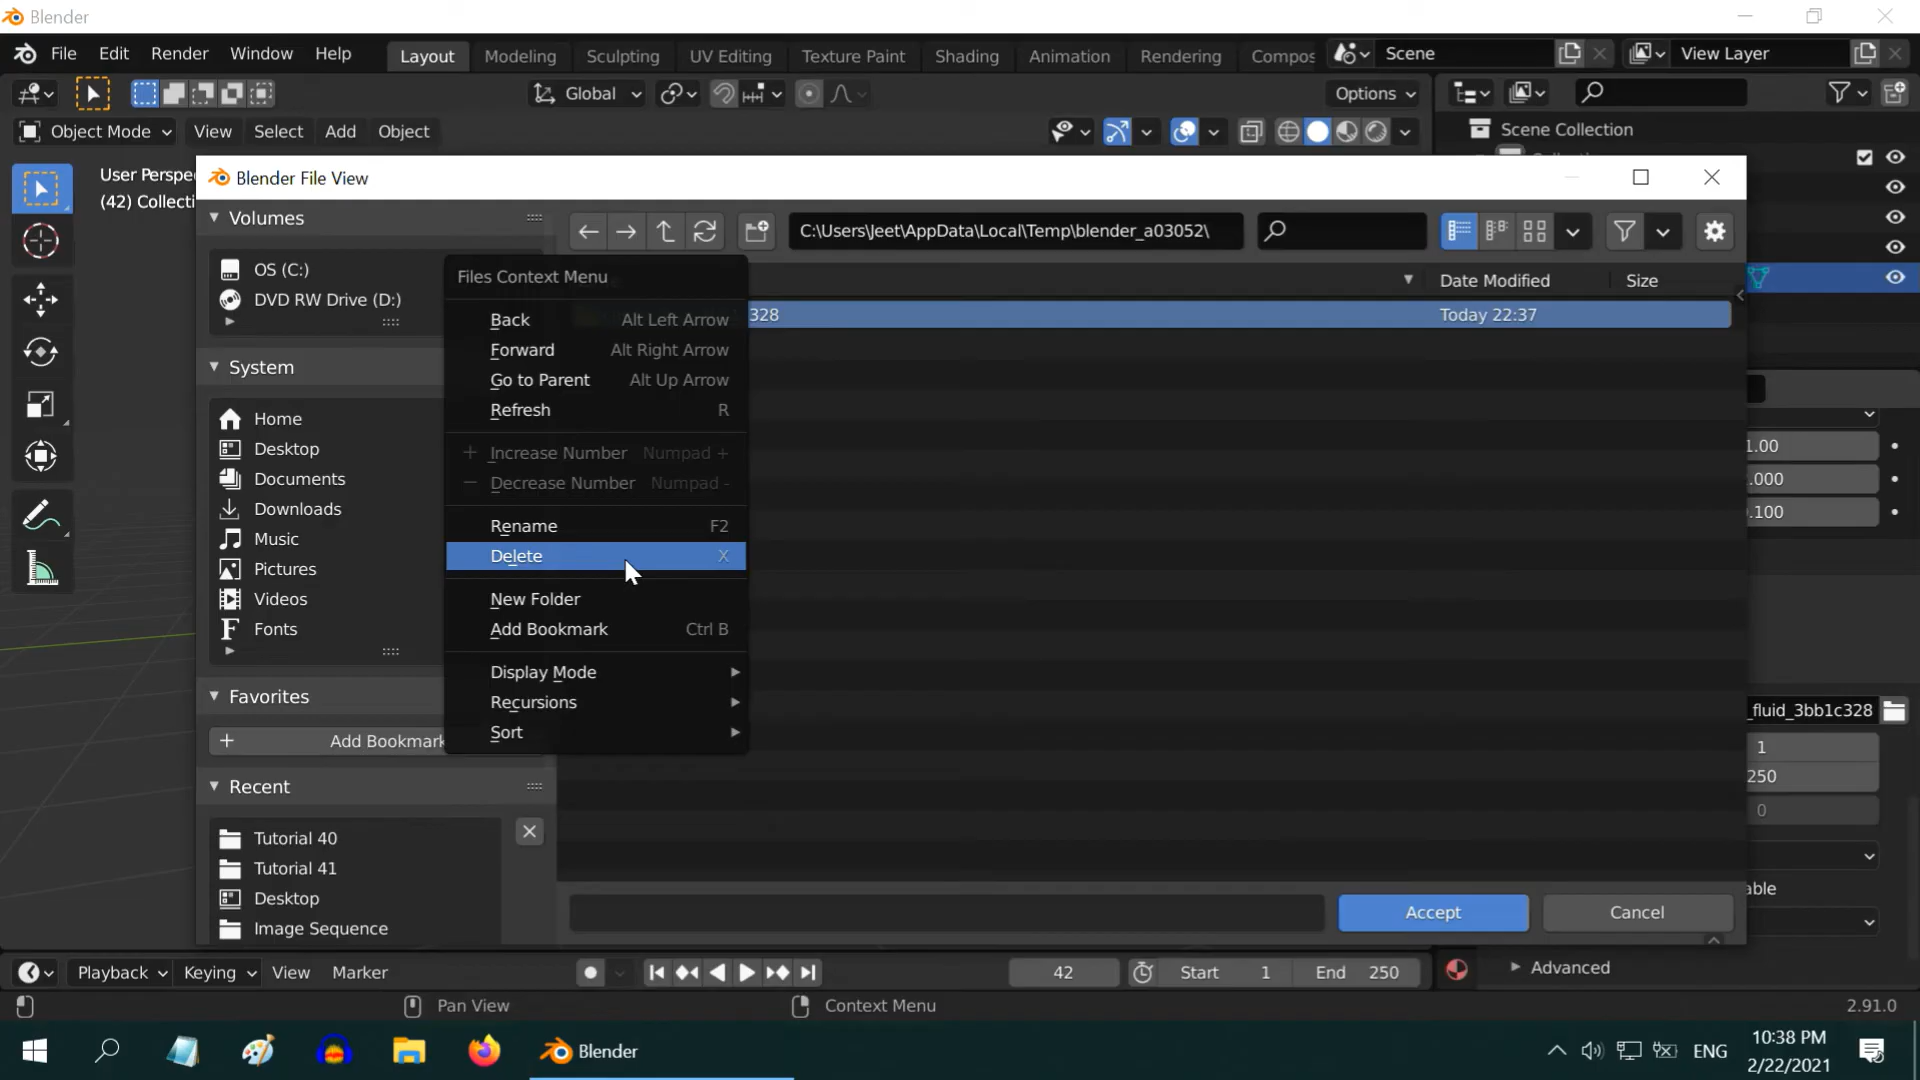 Blender
File Edit Render Window Help
Layout Modeling Sculpting UV Editing Texture Paint Shading Animation Rendering Compos
Scene
View Layer
Global
Options
Object Mode View Select Add Object
Scene Collection
User Perspe
(42) Collecti
Blender File View
Volumes
OS (C:)
DVD RW Drive (D:)
System
Home
Desktop
Documents
Downloads
Music
Pictures
Videos
Fonts
Favorites
Add Bookmark
Recent
Tutorial 40
Tutorial 41
Desktop
Image Sequence
C:\Users\Jeet\AppData\Local\Temp\blender_a03052\
Date Modified Size
328 Today 22:37
Files Context Menu
Back Alt Left Arrow
Forward Alt Right Arrow
Go to Parent Alt Up Arrow
Refresh R
Increase Number Numpad +
Decrease Number Numpad -
Rename F2
Delete X
New Folder
Add Bookmark Ctrl B
Display Mode
Recursions
Sort
Accept Cancel
1.00
.000
.100
_fluid_3bb1c328
1
250
0
able
Advanced
Playback Keying View Marker
42
Start 1 End 250
Pan View
Context Menu
2.91.0
Blender
ENG
10:38 PM
2/22/2021